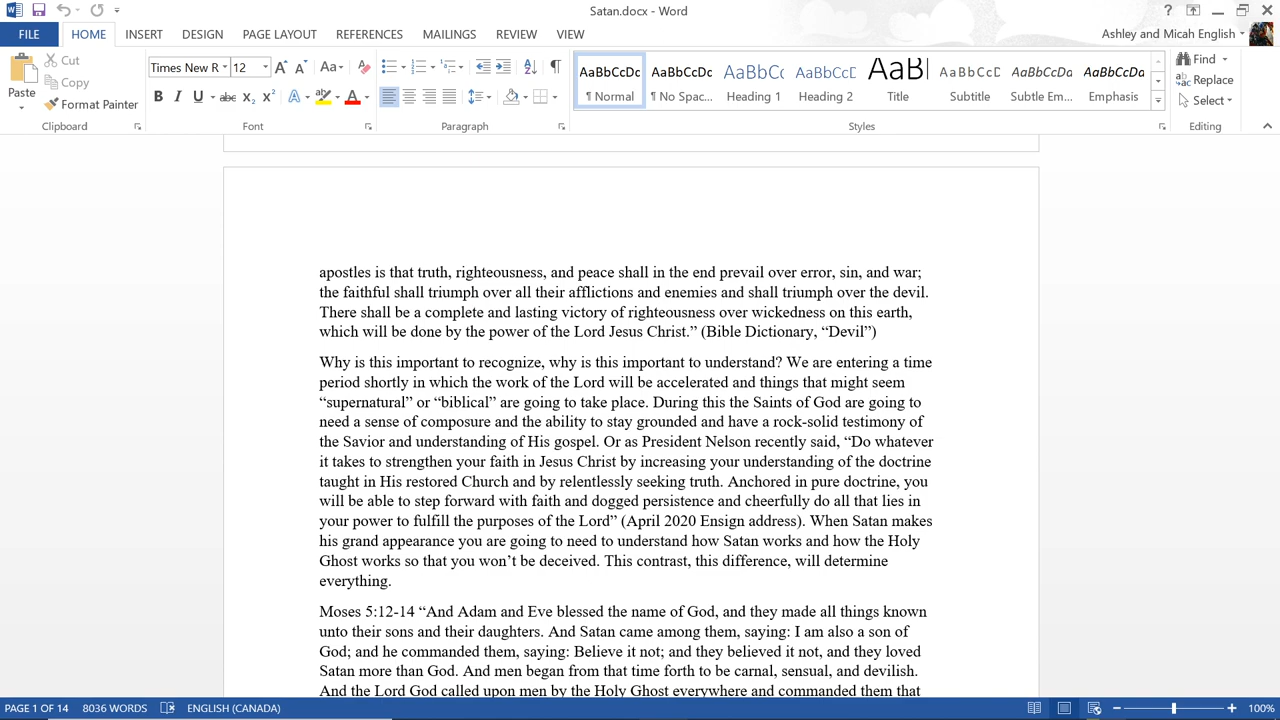 Satan.docx - Word
FILE HOME INSERT DESIGN PAGE LAYOUT REFERENCES MAILINGS REVIEW VIEW Ashley and Micah English
Paste
Cut
Copy
Format Painter
Clipboard
Times New R 12
Font
Paragraph
AaBbCcDc AaBbCcDc AaBbCc AaBbCcD AaBl AaBbCcD AaBbCcDa AaBbCcDa
¶ Normal ¶ No Spac... Heading 1 Heading 2 Title Subtitle Subtle Em... Emphasis
Styles
Find
Replace
Select
Editing
apostles is that truth, righteousness, and peace shall in the end prevail over error, sin, and war;
the faithful shall triumph over all their afflictions and enemies and shall triumph over the devil.
There shall be a complete and lasting victory of righteousness over wickedness on this earth,
which will be done by the power of the Lord Jesus Christ.” (Bible Dictionary, “Devil”)
Why is this important to recognize, why is this important to understand? We are entering a time
period shortly in which the work of the Lord will be accelerated and things that might seem
“supernatural” or “biblical” are going to take place. During this the Saints of God are going to
need a sense of composure and the ability to stay grounded and have a rock-solid testimony of
the Savior and understanding of His gospel. Or as President Nelson recently said, “Do whatever
it takes to strengthen your faith in Jesus Christ by increasing your understanding of the doctrine
taught in His restored Church and by relentlessly seeking truth. Anchored in pure doctrine, you
will be able to step forward with faith and dogged persistence and cheerfully do all that lies in
your power to fulfill the purposes of the Lord” (April 2020 Ensign address). When Satan makes
his grand appearance you are going to need to understand how Satan works and how the Holy
Ghost works so that you won’t be deceived. This contrast, this difference, will determine
everything.
Moses 5:12-14 “And Adam and Eve blessed the name of God, and they made all things known
unto their sons and their daughters. And Satan came among them, saying: I am also a son of
God; and he commanded them, saying: Believe it not; and they believed it not, and they loved
Satan more than God. And men began from that time forth to be carnal, sensual, and devilish.
And the Lord God called upon men by the Holy Ghost everywhere and commanded them that
PAGE 1 OF 14 8036 WORDS ENGLISH (CANADA) 100%